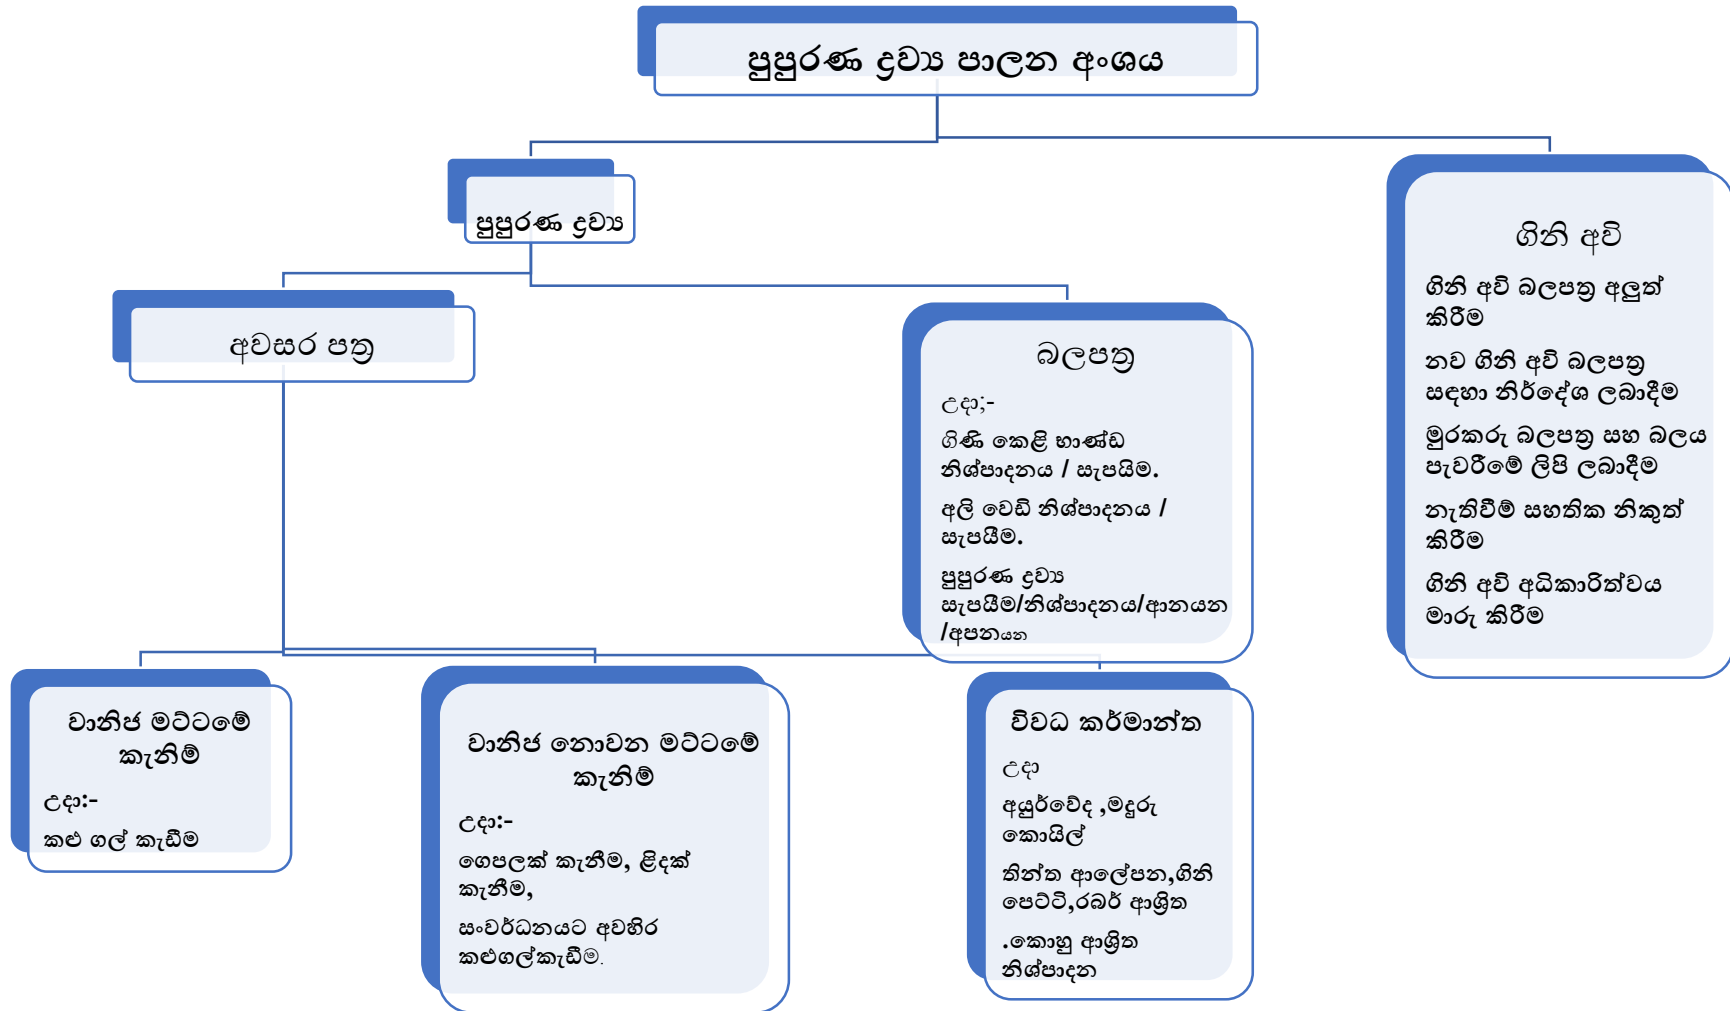 පුපුරණ ද්‍රව්‍ය පාලන අංශය
පුපුරණ ද්‍රව්‍ය
අවසර පත්‍ර
වානිජ මට්ටමේ
කැනිම්
උදා:-
කළු ගල් කැඩීම
වානිජ නොවන මට්ටමේ
කැනිම්
උදා:-
ගෙපලක් කැනීම, ළිදක්
කැනීම,
සංවර්ධනයට අවහිර
කළුගල්කැඩීම.
විවධ කර්මාන්ත
උදා
අයුර්වේද ,මදුරු
කොයිල්
තින්ත ආලේපන,ගිනි
පෙට්ටි,රබර් ආශ්‍රිත
.කොහු ආශ්‍රිත
නිශ්පාදන
බලපත්‍ර
උදා;-
ගිණි කෙළි භාණ්ඩ
නිශ්පාදනය / සැපයිම.
අලි වෙඩි නිශ්පාදනය /
සැපයීම.
පුපුරණ ද්‍රව්‍ය
සැපයීම/නිශ්පාදනය/ආනයන
/අපනයන
ගිනි අවි
ගිනි අවි බලපත්‍ර අලුත්
කිරීම
නව ගිනි අවි බලපත්‍ර
සඳහා නිර්දේශ ලබාදීම
මුරකරු බලපත්‍ර සහ බලය
පැවරීමේ ලිපි ලබාදීම
නැතිවීම් සහතික නිකුත්
කිරීම
ගිනි අවි අධිකාරිත්වය
මාරු කිරීම